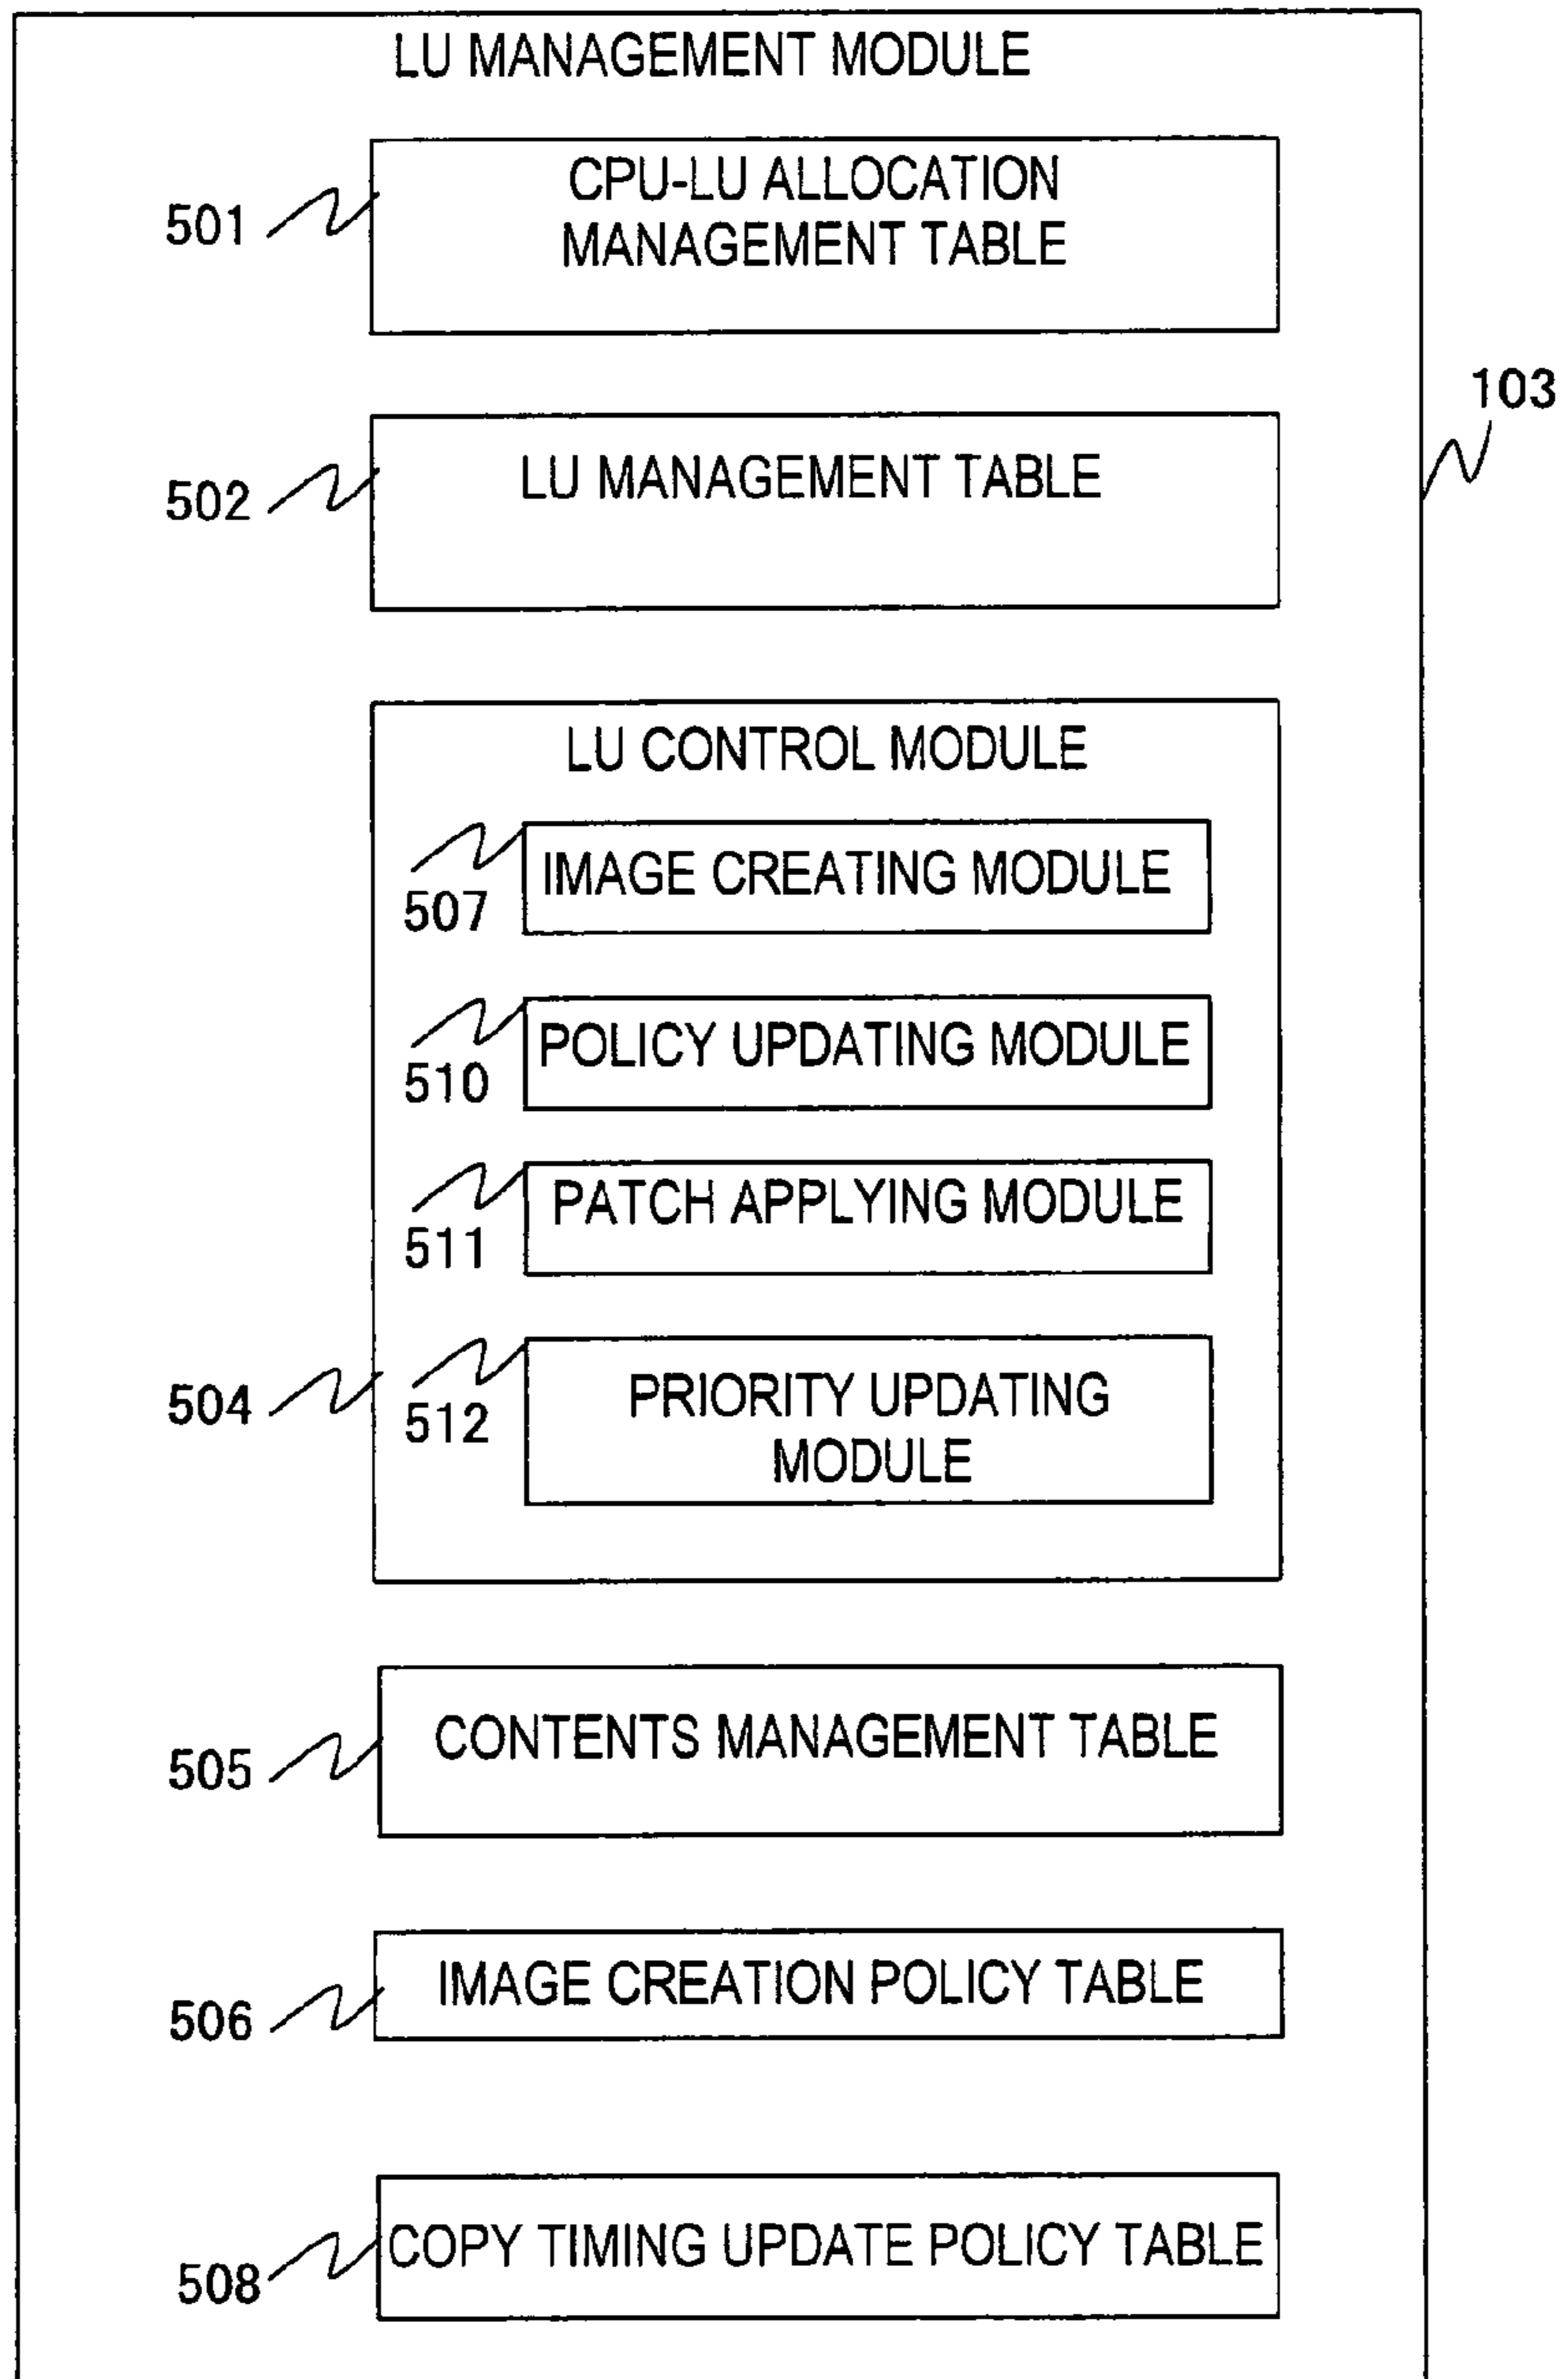 LU MANAGEMENT MODULE
CPU-LU ALLOCATION
MANAGEMENT TABLE
501
103
LU MANAGEMENT TABLE
502
LU CONTROL MODULE
IMAGE CREATING MODULE
507
POLICY UPDATING MODULE
510
PATCH APPLYING MODULE
511
PRIORITY UPDATING
MODULE
504
512
CONTENTS MANAGEMENT TABLE
505
IMAGE CREATION POLICY TABLE
506
COPY TIMING UPDATE POLICY TABLE
508